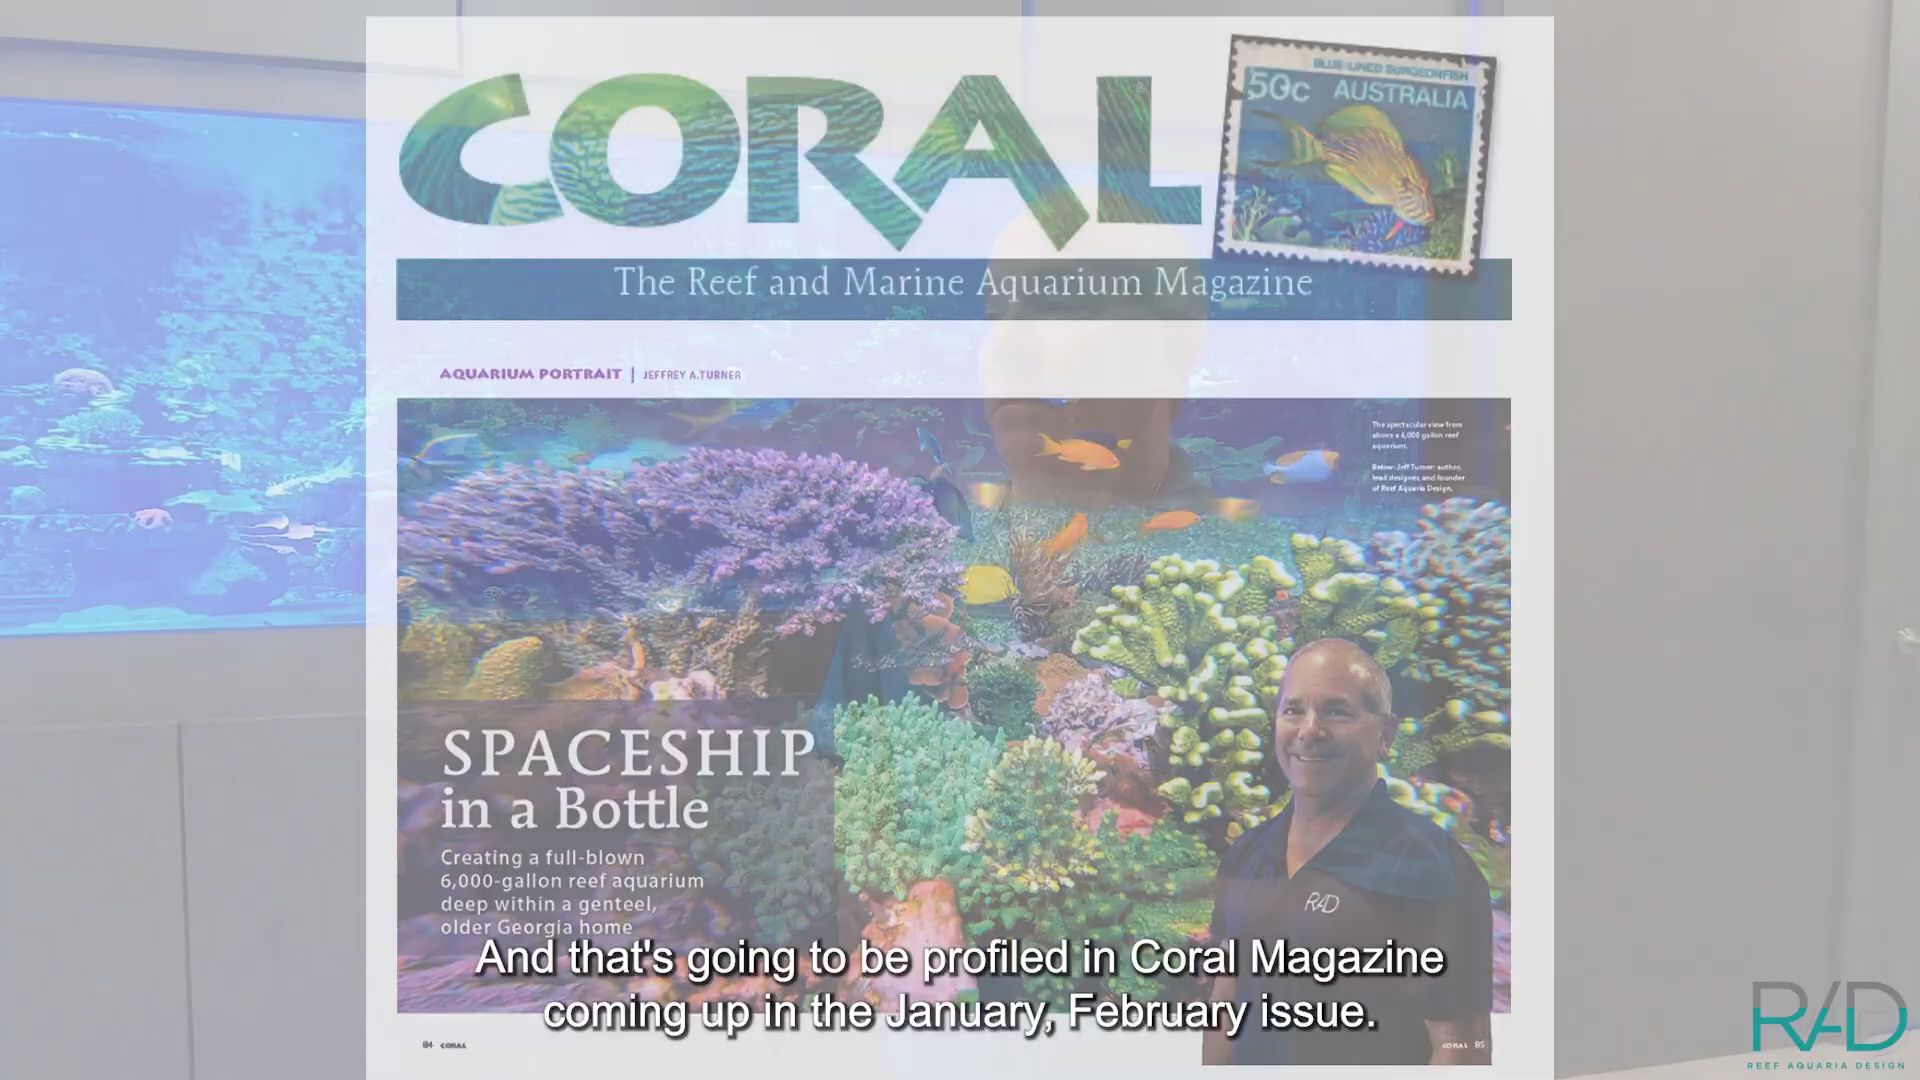 CORAL
BLUE-LINED SURGEONFISH
50c AUSTRALIA
The Reef and Marine Aquarium Magazine
AQUARIUM PORTRAIT | JEFFREY A.TURNER
The spectacular view from
above a 6,000 gallon reef
aquarium.
Below: Jeff Turner: author,
lead designer, and founder
of Reef Aquaria Design.
SPACESHIP
in a Bottle
Creating a full-blown
6,000-gallon reef aquarium
deep within a genteel,
older Georgia home
RAD
And that's going to be profiled in Coral Magazine
coming up in the January, February issue.
84 CORAL
CORAL 85
RAD
REEF AQUARIA DESIGN